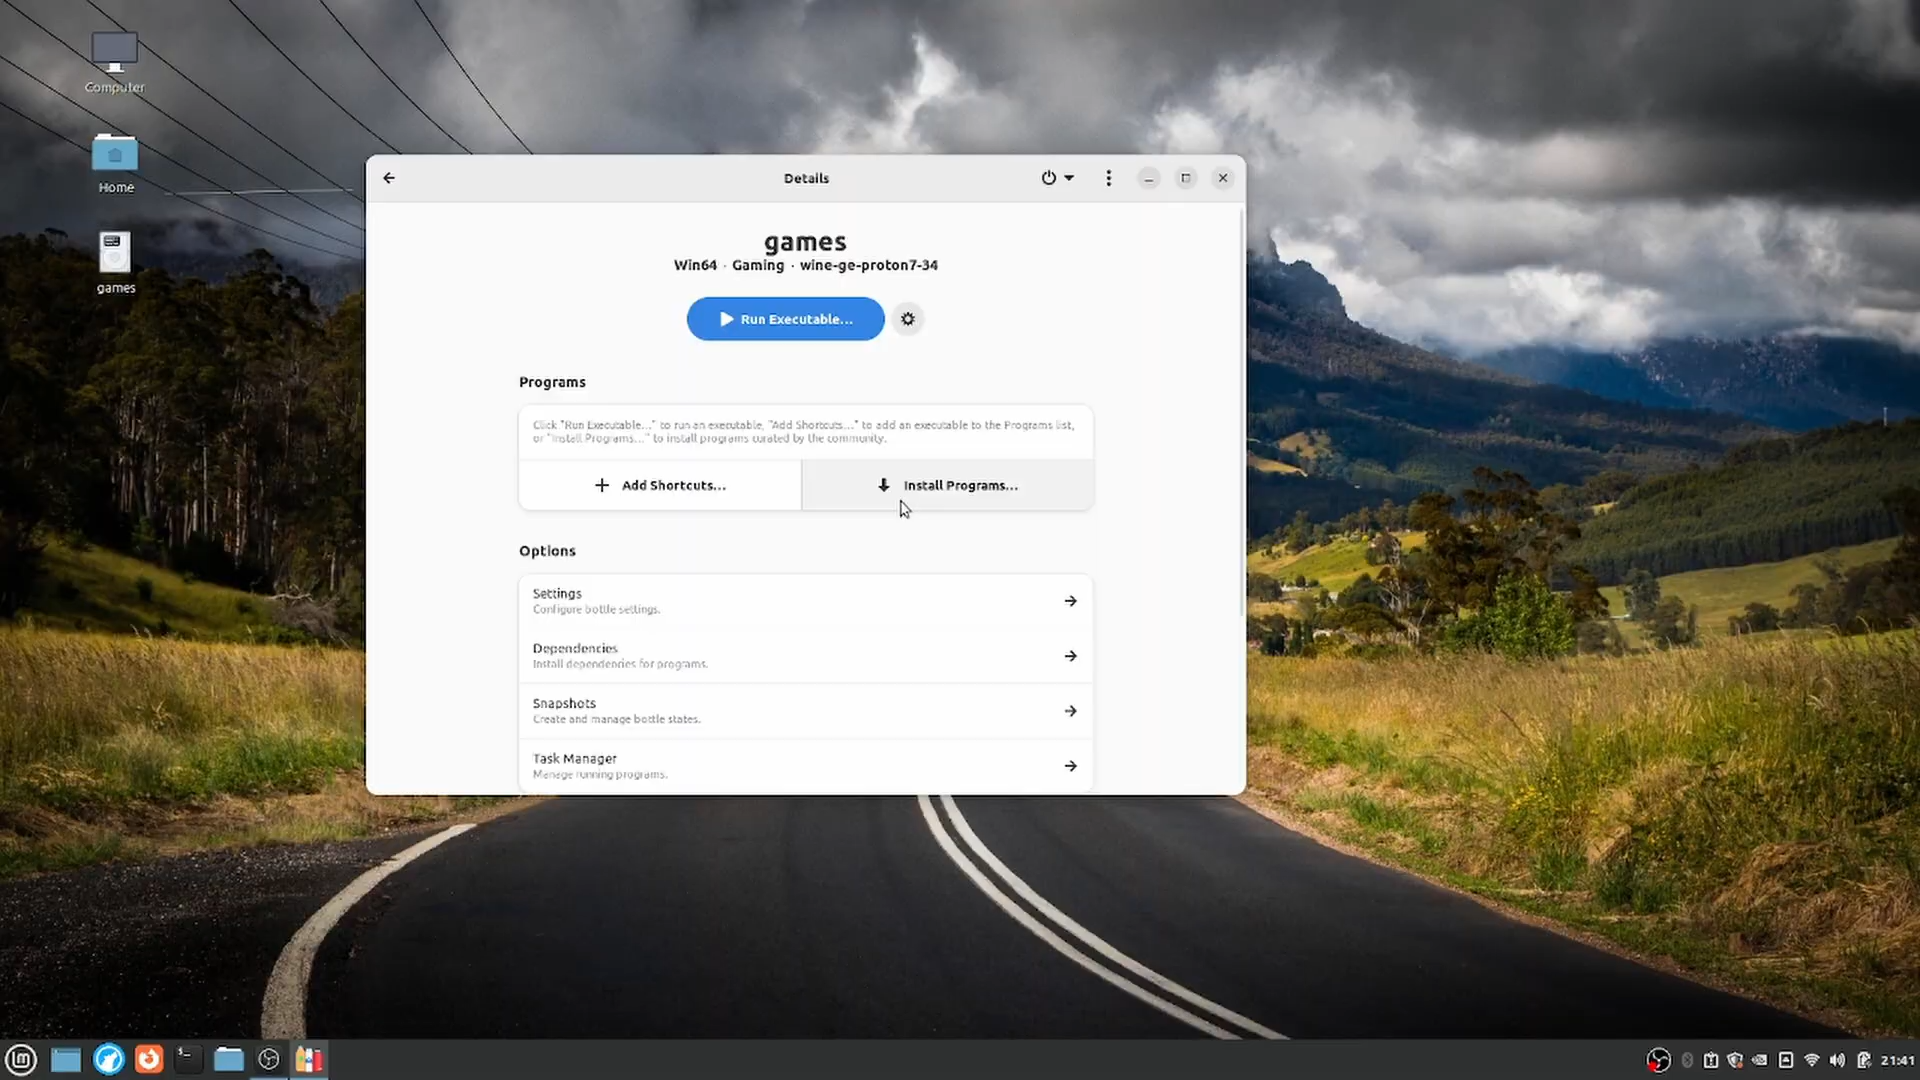 Computer
Home
games
Details
games
Win64 · Gaming · wine-ge-proton7-34
Run Executable...
Programs
Click "Run Executable..." to run an executable, "Add Shortcuts..." to add an executable to the Programs list,
or "Install Programs..." to install programs curated by the community.
Add Shortcuts...
Install Programs...
Options
Settings
Configure bottle settings.
Dependencies
Install dependencies for programs.
Snapshots
Create and manage bottle states.
Task Manager
Manage running programs.
21:41